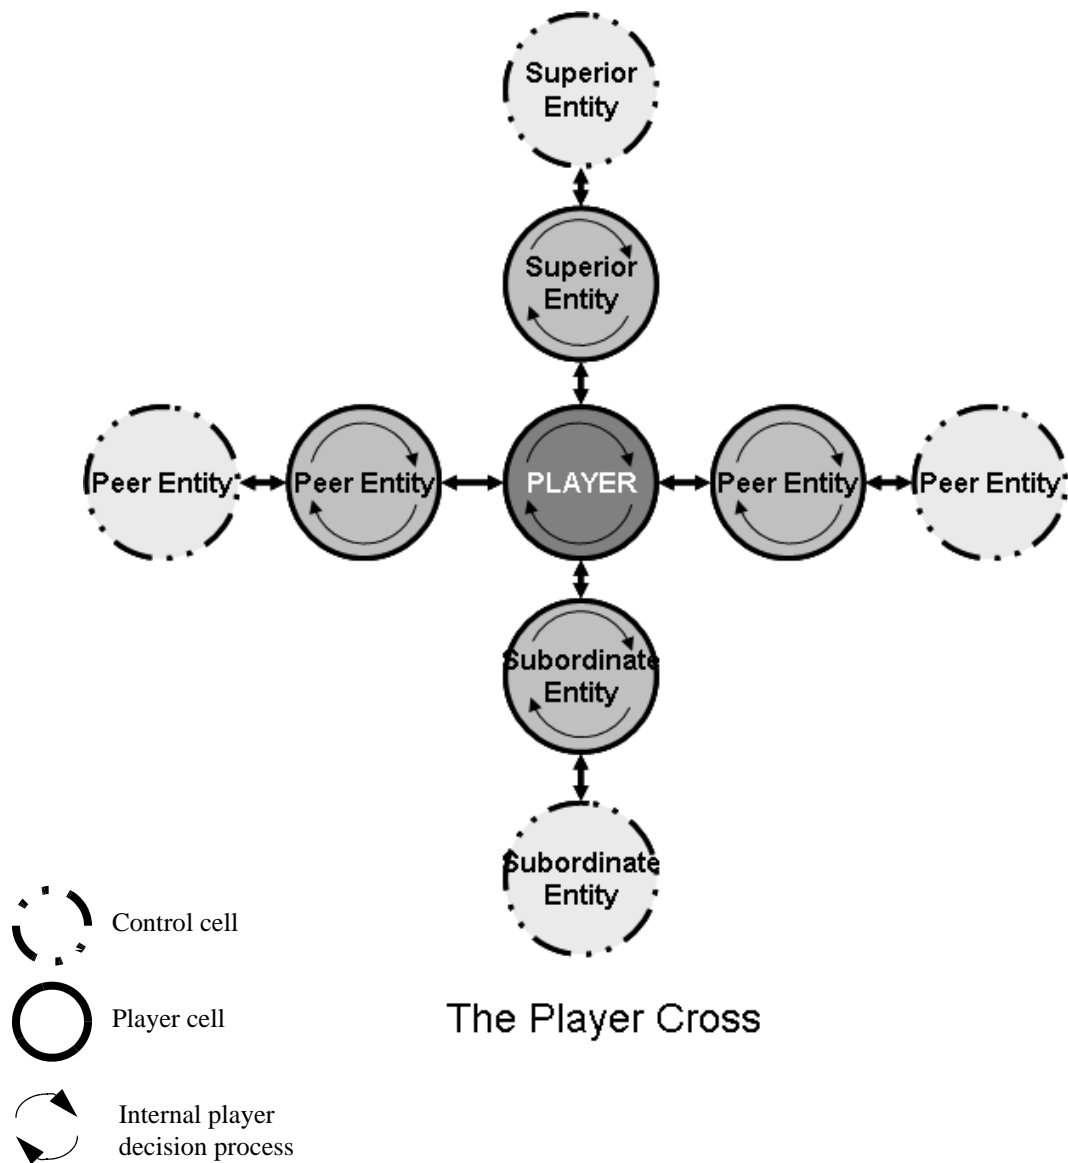 Superior
Entity
Superior
Entity
Peer Entity
Peer Entity
PLAYER
Peer Entity
Peer Entity
Subordinate
Entity
Subordinate
Entity
Control cell
Player cell
The Player Cross
Internal player
decision process